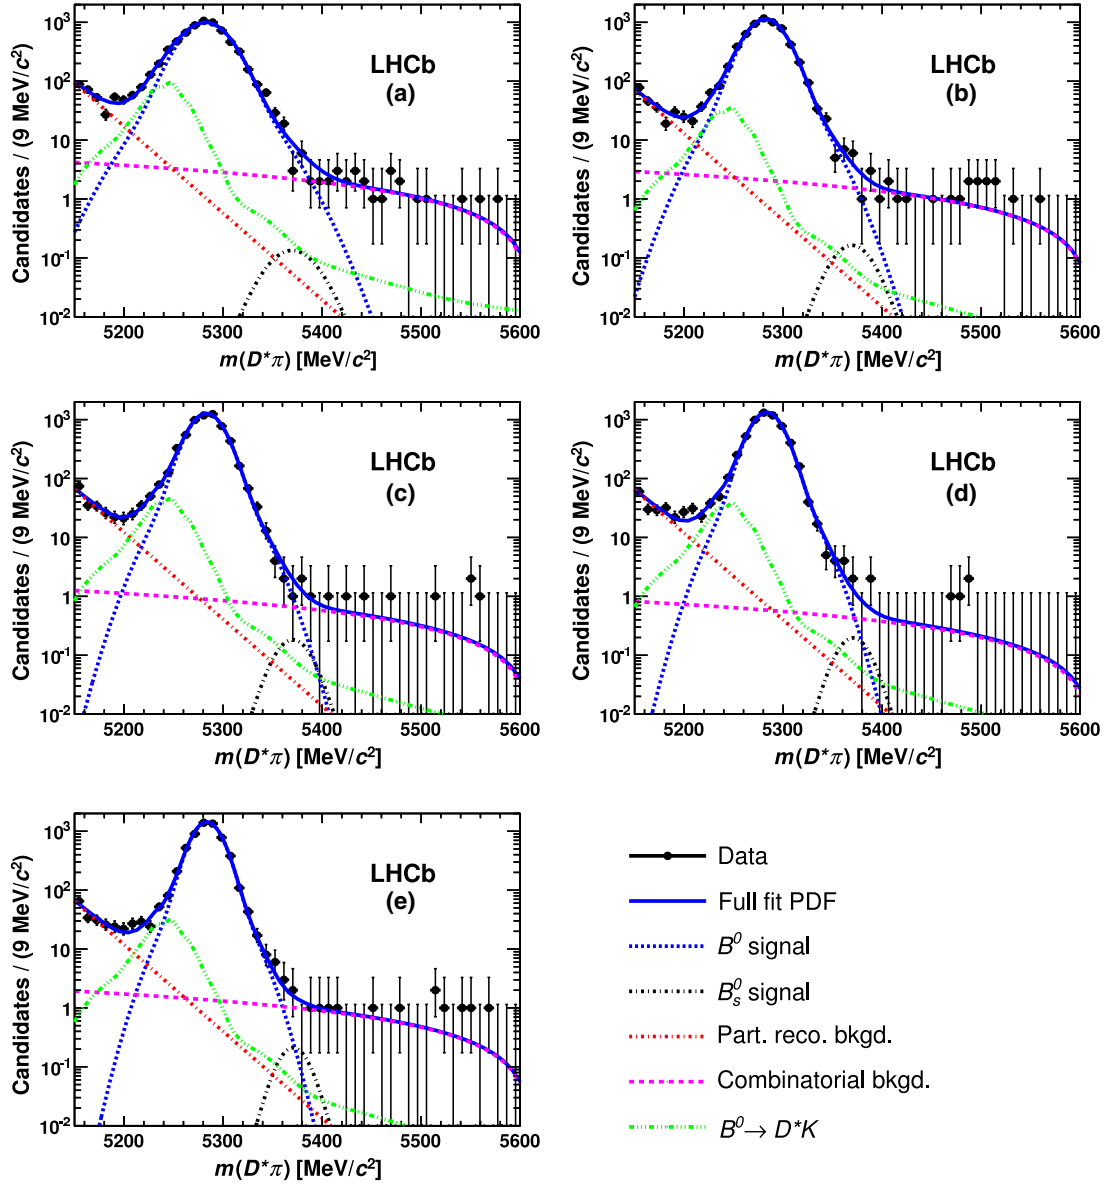 10³
10²
10
1
10⁻¹
10⁻²
Candidates / (9 MeV/c²)
LHCb
(a)
5200 5300 5400 5500 5600
m(D*π) [MeV/c²]
10³
10²
10
1
10⁻¹
10⁻²
Candidates / (9 MeV/c²)
LHCb
(b)
5200 5300 5400 5500 5600
m(D*π) [MeV/c²]
10³
10²
10
1
10⁻¹
10⁻²
Candidates / (9 MeV/c²)
LHCb
(c)
5200 5300 5400 5500 5600
m(D*π) [MeV/c²]
10³
10²
10
1
10⁻¹
10⁻²
Candidates / (9 MeV/c²)
LHCb
(d)
5200 5300 5400 5500 5600
m(D*π) [MeV/c²]
10³
10²
10
1
10⁻¹
10⁻²
Candidates / (9 MeV/c²)
LHCb
(e)
5200 5300 5400 5500 5600
m(D*π) [MeV/c²]
Data
Full fit PDF
B⁰ signal
B⁰ₛ signal
Part. reco. bkgd.
Combinatorial bkgd.
B⁰→ D*K